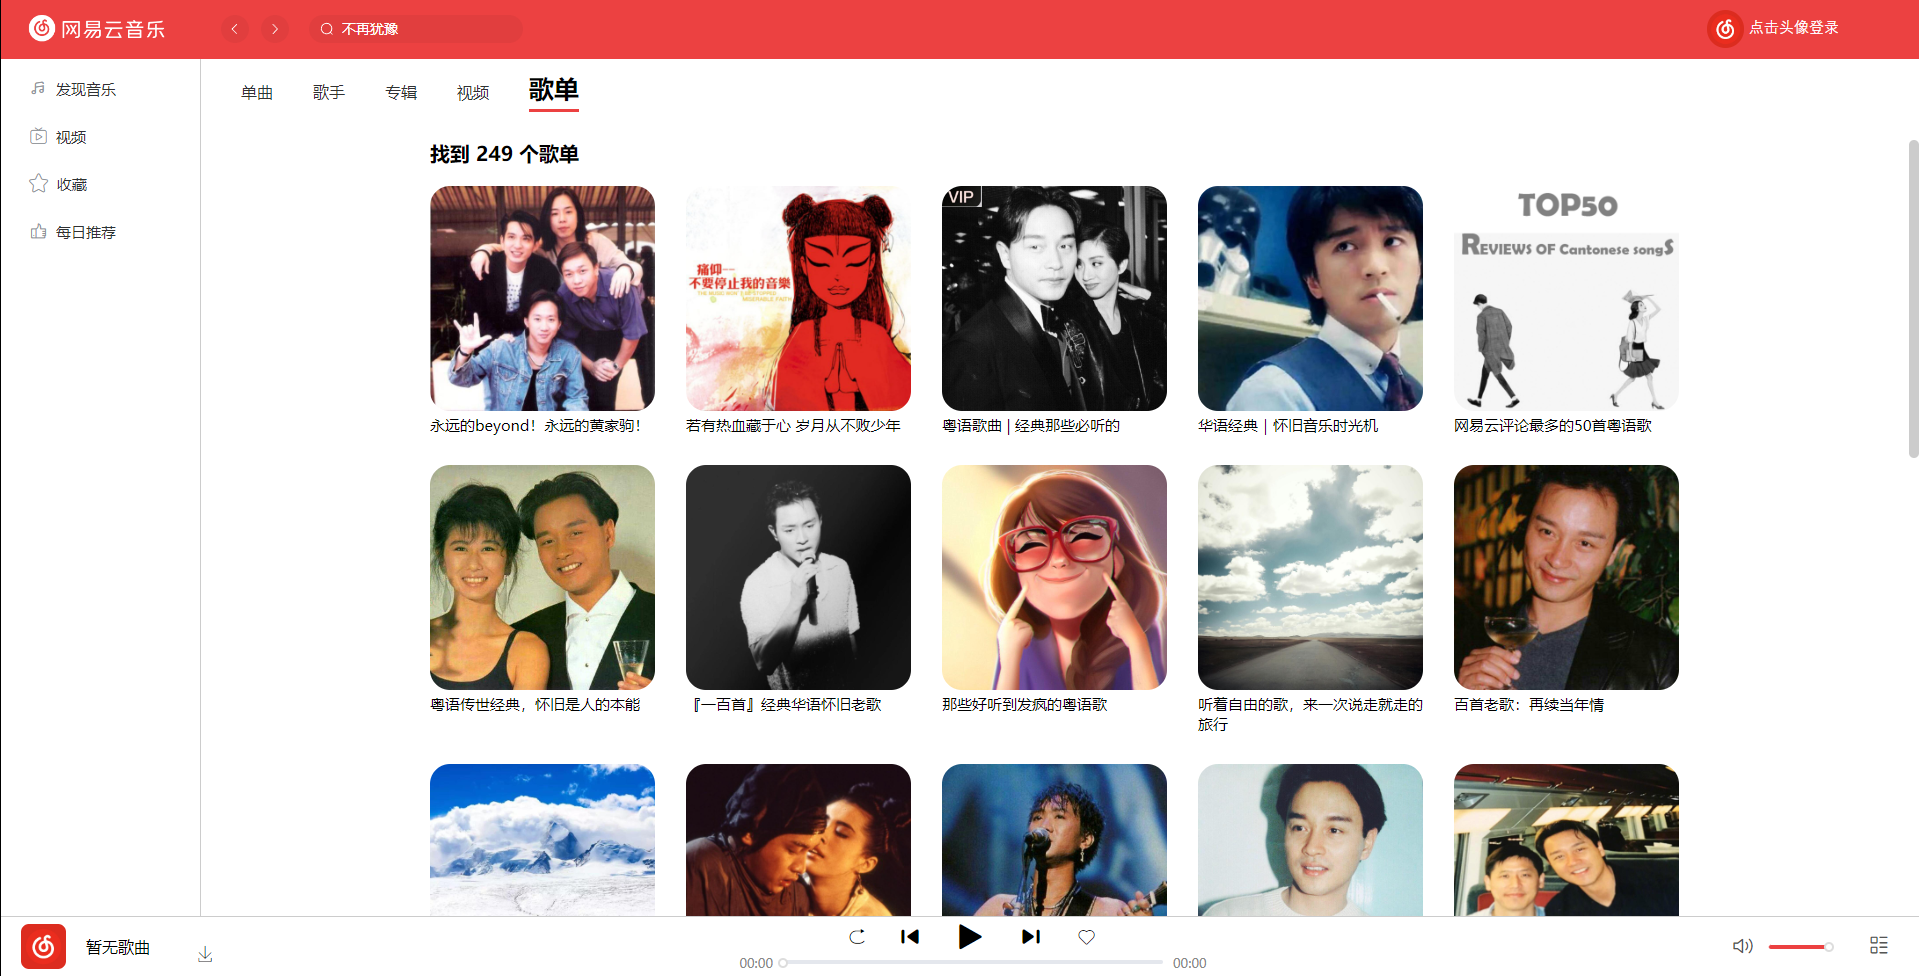 网易云音乐
不再犹豫
点击头像登录
发现音乐
视频
收藏
每日推荐
单曲
歌手
专辑
视频
歌单
找到 249 个歌单
痛仰
不要停止我的音樂
VIP
TOP50
REVIEWS OF Cantonese songs
永远的beyond！永远的黄家驹！
若有热血藏于心 岁月从不败少年
粤语歌曲 | 经典那些必听的
华语经典 | 怀旧音乐时光机
网易云评论最多的50首粤语歌
粤语传世经典，怀旧是人的本能
『一百首』经典华语怀旧老歌
那些好听到发疯的粤语歌
听着自由的歌，来一次说走就走的
旅行
百首老歌：再续当年情
暂无歌曲
00:00
00:00